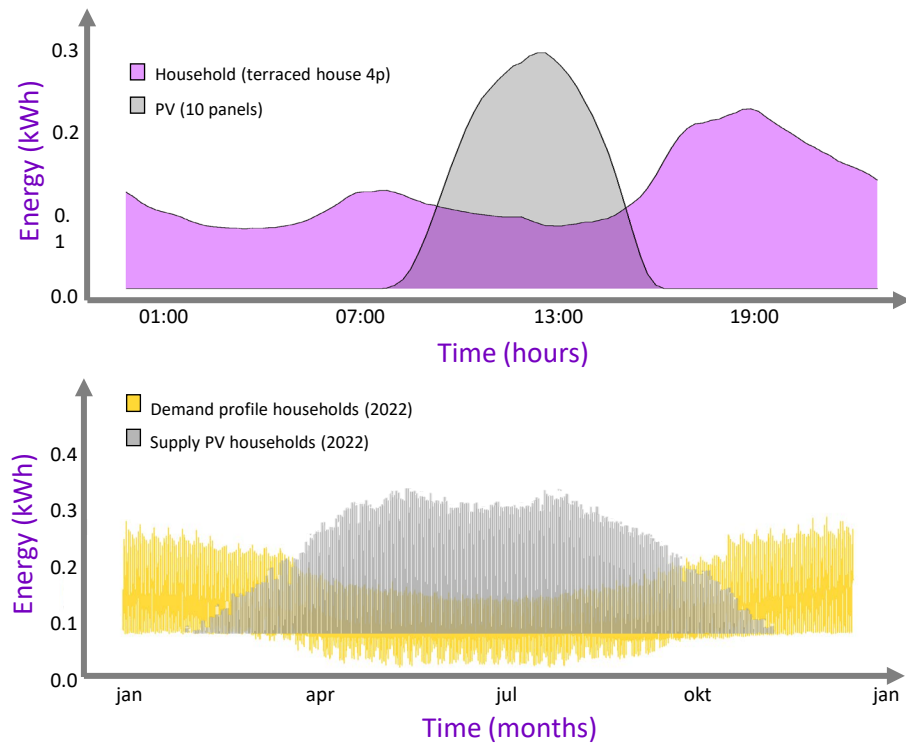 0.3
Household (terraced house 4p)
PV (10 panels)
0.2
Energy (kWh)
0.
1
0.0
01:00
07:00
13:00
19:00
Time (hours)
Demand profile households (2022)
Supply PV households (2022)
0.4
0.3
Energy (kWh)
0.2
0.1
0.0
jan
apr
jul
okt
jan
Time (months)